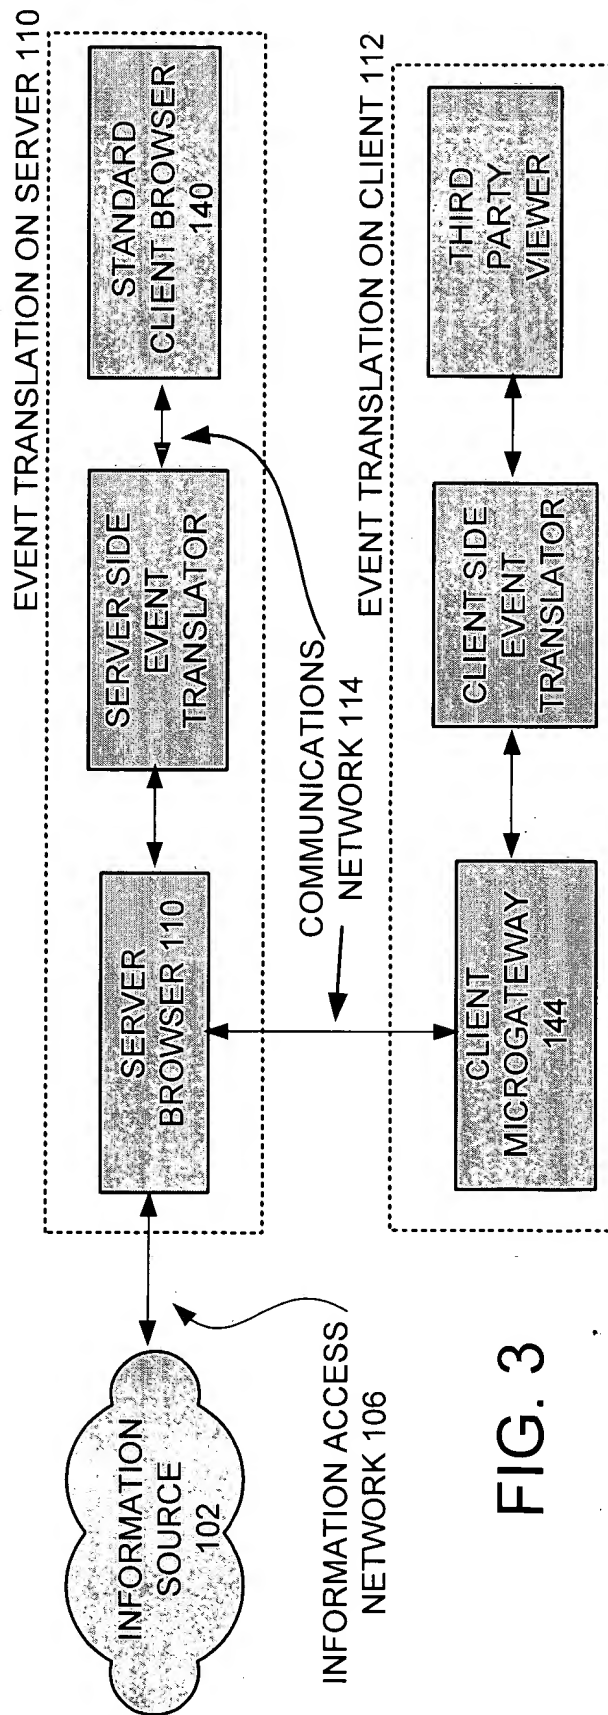 EVENT TRANSLATION ON SERVER 110
INFORMATION
SOURCE
102
SERVER
BROWSER 110
SERVER SIDE
EVENT
TRANSLATOR
STANDARD
CLIENT BROWSER
140
INFORMATION ACCESS
NETWORK 106
COMMUNICATIONS
NETWORK 114
EVENT TRANSLATION ON CLIENT 112
CLIENT
MICROGATEWAY
144
CLIENT SIDE
EVENT
TRANSLATOR
THIRD
PARTY
VIEWER
FIG. 3